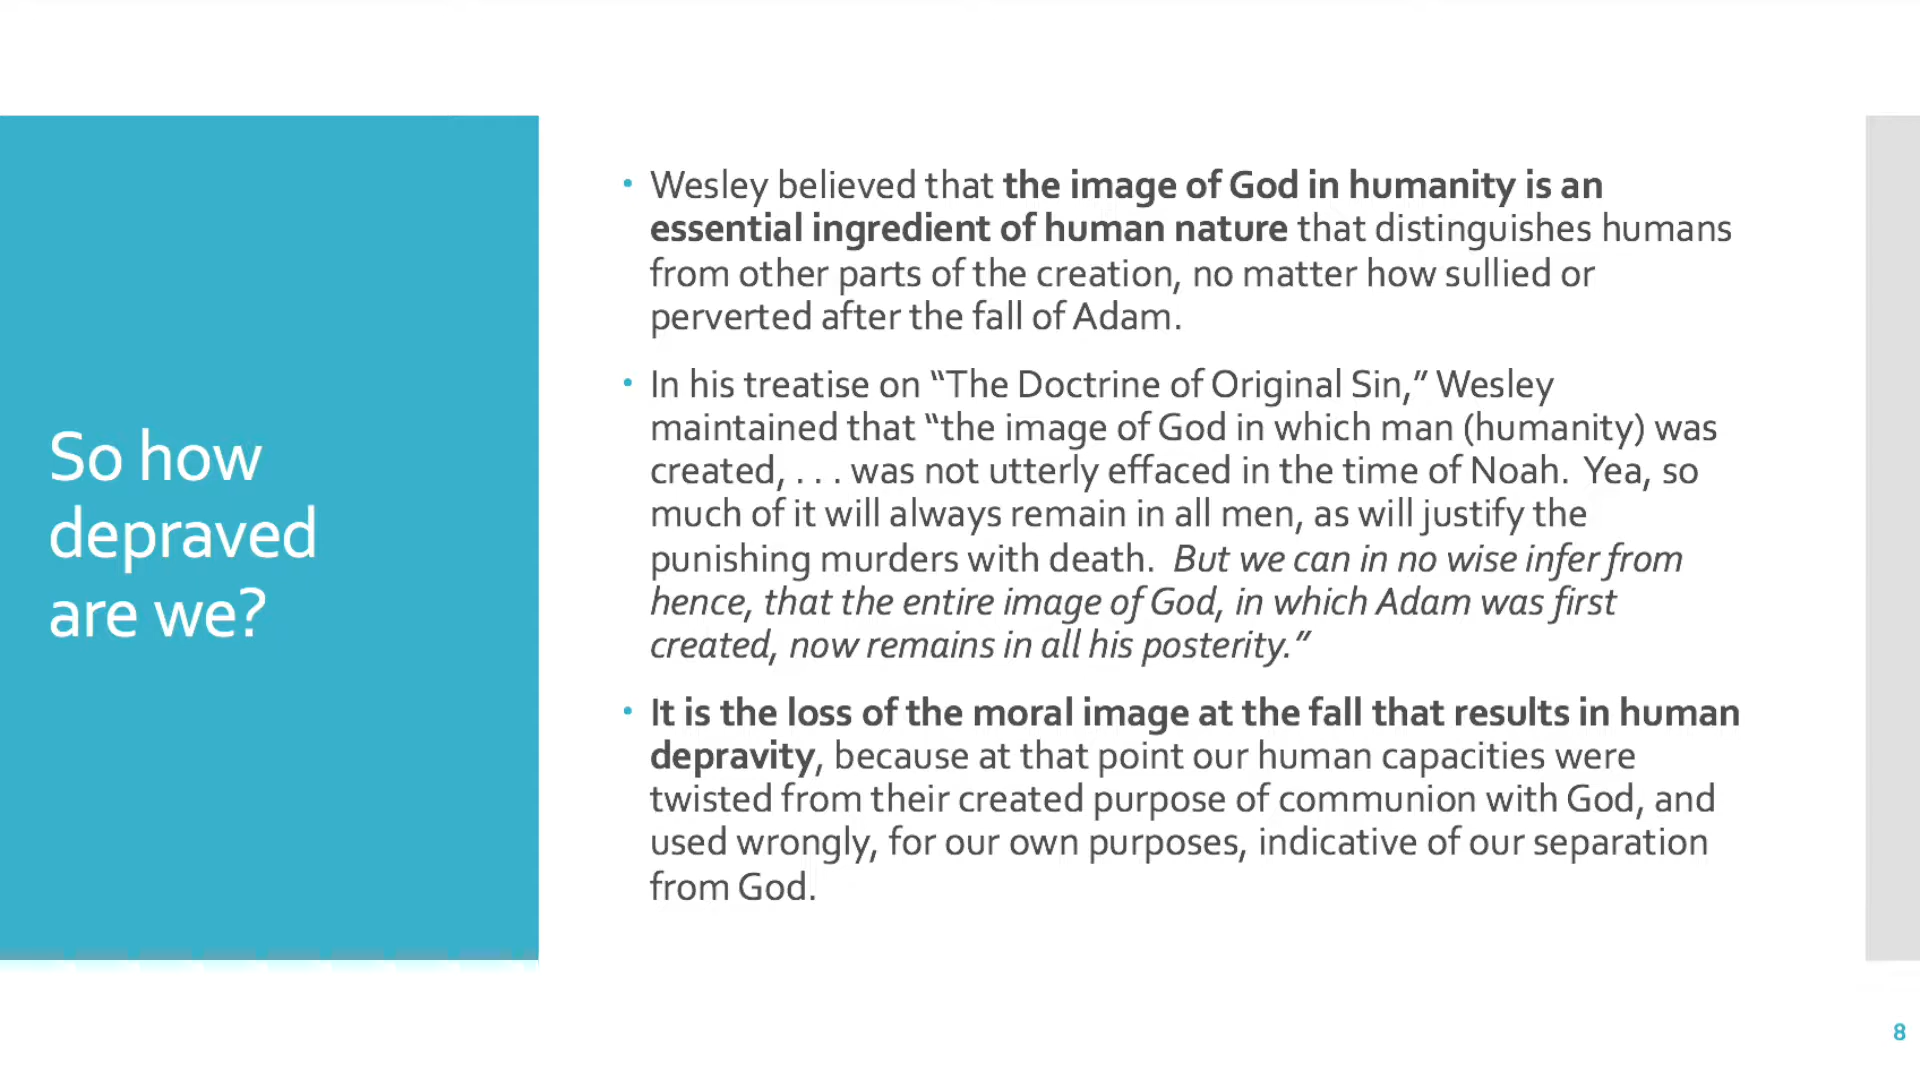 So how
depraved
are we?
• Wesley believed that the image of God in humanity is an
essential ingredient of human nature that distinguishes humans
from other parts of the creation, no matter how sullied or
perverted after the fall of Adam.
• In his treatise on “The Doctrine of Original Sin,” Wesley
maintained that “the image of God in which man (humanity) was
created, . . . was not utterly effaced in the time of Noah.  Yea, so
much of it will always remain in all men, as will justify the
punishing murders with death.  But we can in no wise infer from
hence, that the entire image of God, in which Adam was first
created, now remains in all his posterity.”
• It is the loss of the moral image at the fall that results in human
depravity, because at that point our human capacities were
twisted from their created purpose of communion with God, and
used wrongly, for our own purposes, indicative of our separation
from God.
8